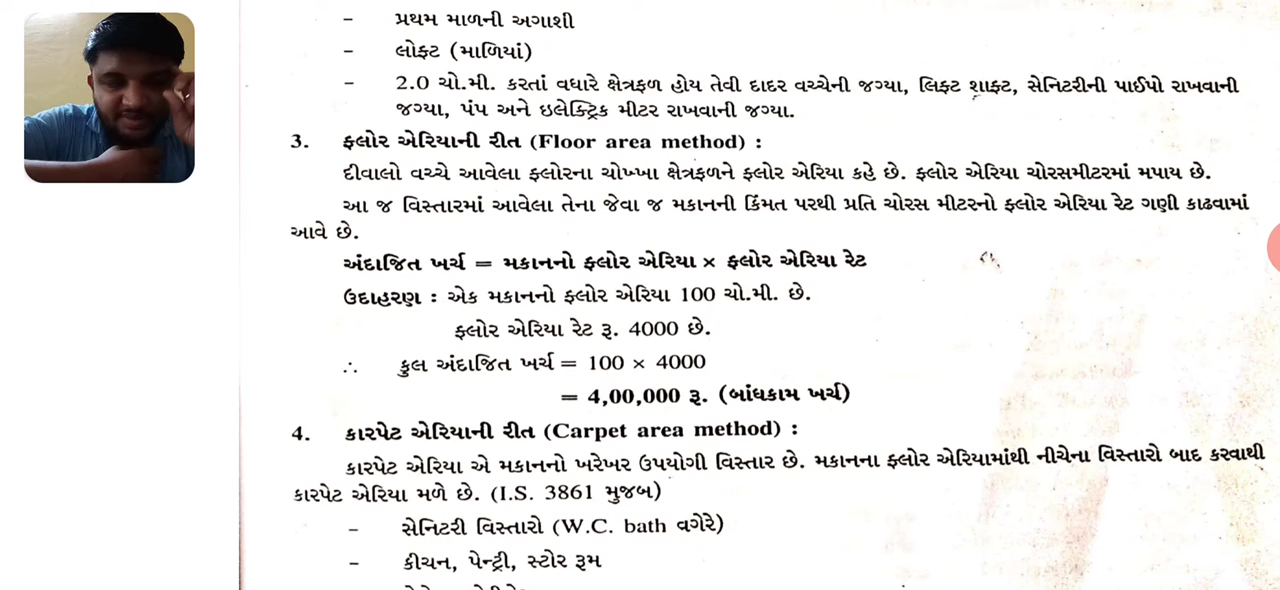 - પ્રથમ માળની અગાશી
- લોફ્ટ (માળિયાં)
- 2.0 ચો.મી. કરતાં વધારે ક્ષેત્રફળ હોય તેવી દાદર વચ્ચેની જગ્યા, લિફ્ટ શાફ્ટ, સેનિટરીની પાઈપો રાખવાની
જગ્યા, પંપ અને ઇલેક્ટ્રિક મીટર રાખવાની જગ્યા.
3. ફ્લોર એરિયાની રીત (Floor area method) :
દીવાલો વચ્ચે આવેલા ફ્લોરના ચોખ્ખા ક્ષેત્રફળને ફ્લોર એરિયા કહે છે. ફ્લોર એરિયા ચોરસમીટરમાં મપાય છે.
આ જ વિસ્તારમાં આવેલા તેના જેવા જ મકાનની કિંમત પરથી પ્રતિ ચોરસ મીટરનો ફ્લોર એરિયા રેટ ગણી કાઢવામાં
આવે છે.
અંદાજિત ખર્ચ = મકાનનો ફ્લોર એરિયા × ફ્લોર એરિયા રેટ
ઉદાહરણ : એક મકાનનો ફ્લોર એરિયા 100 ચો.મી. છે.
ફ્લોર એરિયા રેટ રૂ. 4000 છે.
∴ કુલ અંદાજિત ખર્ચ = 100 × 4000
= 4,00,000 રૂ. (બાંધકામ ખર્ચ)
4. કારપેટ એરિયાની રીત (Carpet area method) :
કારપેટ એરિયા એ મકાનનો ખરેખર ઉપયોગી વિસ્તાર છે. મકાનના ફ્લોર એરિયામાંથી નીચેના વિસ્તારો બાદ કરવાથી
કારપેટ એરિયા મળે છે. (I.S. 3861 મુજબ)
- સેનિટરી વિસ્તારો (W.C. bath વગેરે)
- કીચન, પેન્ટ્રી, સ્ટોર રૂમ